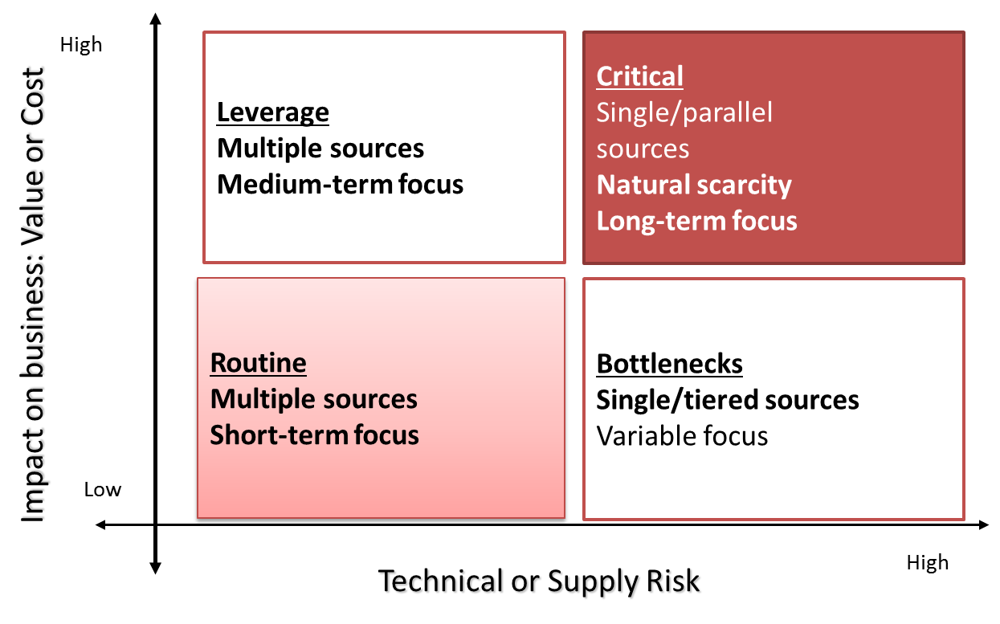 High
Impact on business: Value or Cost
Leverage
Multiple sources
Medium-term focus
Critical
Single/parallel
sources
Natural scarcity
Long-term focus
Routine
Multiple sources
Short-term focus
Bottlenecks
Single/tiered sources
Variable focus
Low
High
Technical or Supply Risk